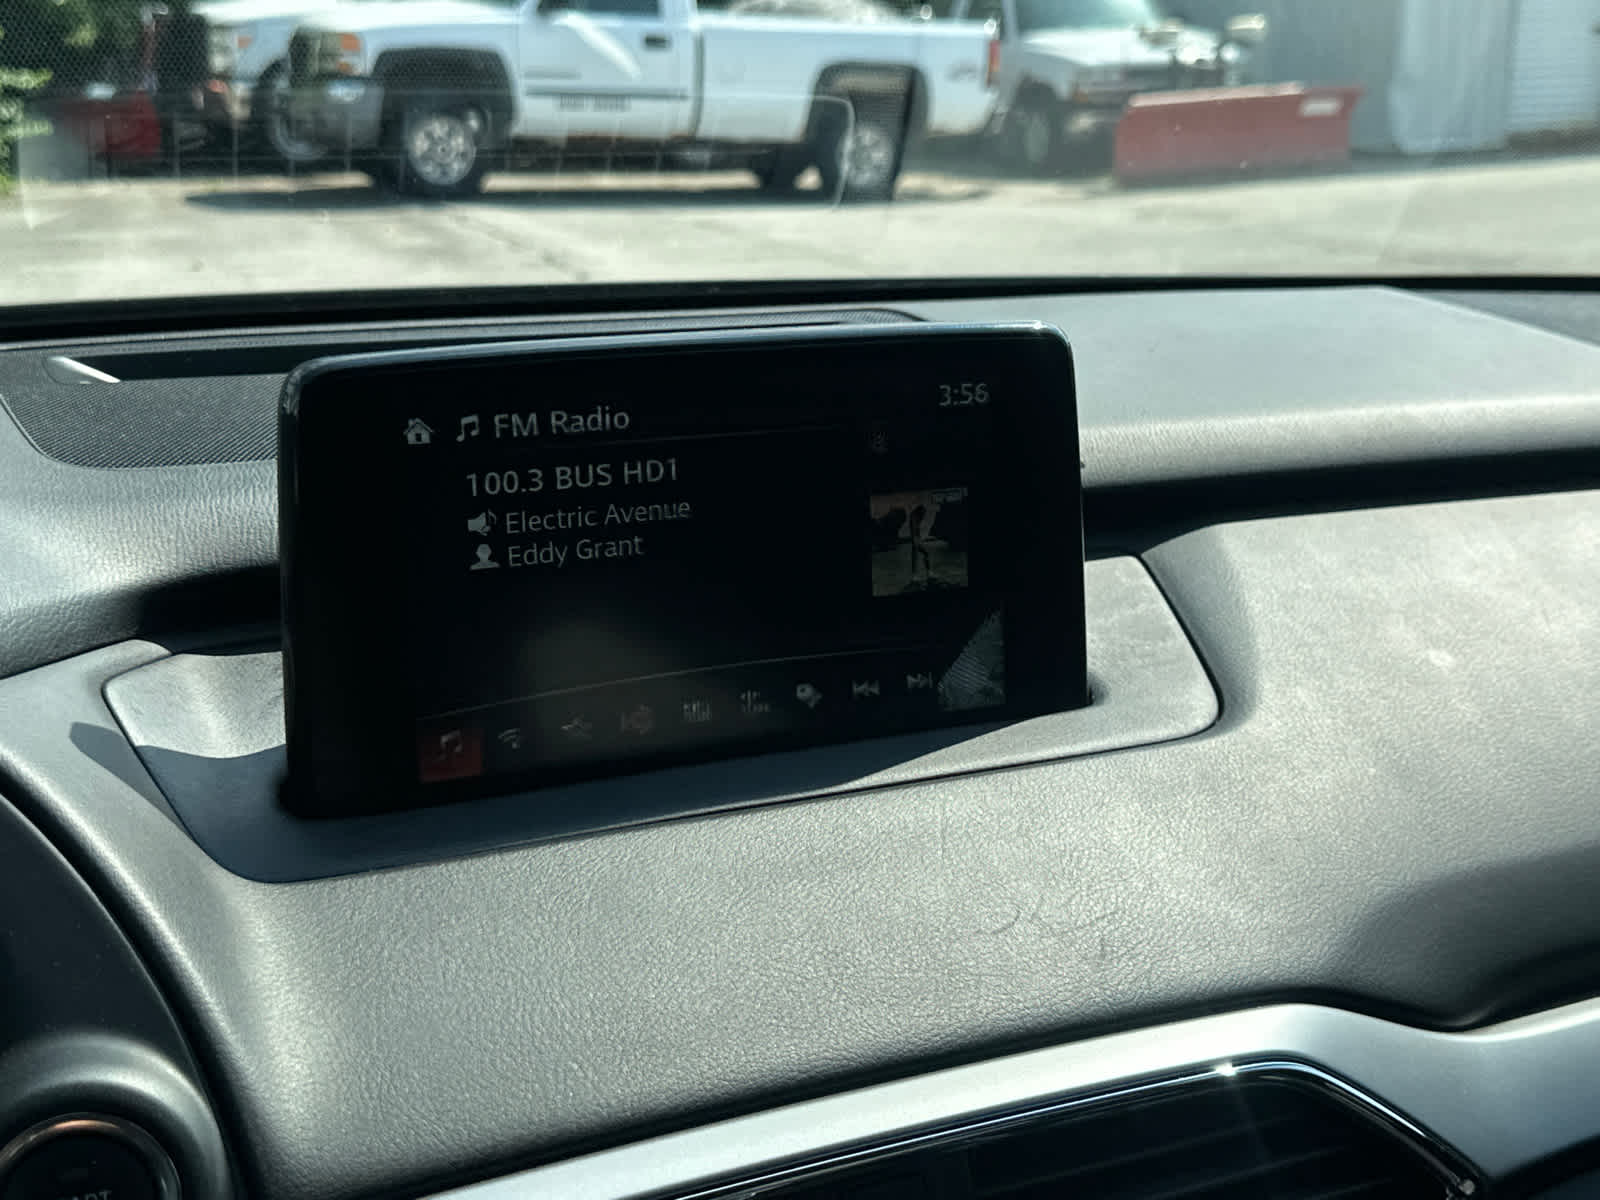 3:56
FM Radio
100.3 BUS HD1
Electric Avenue
Eddy Grant